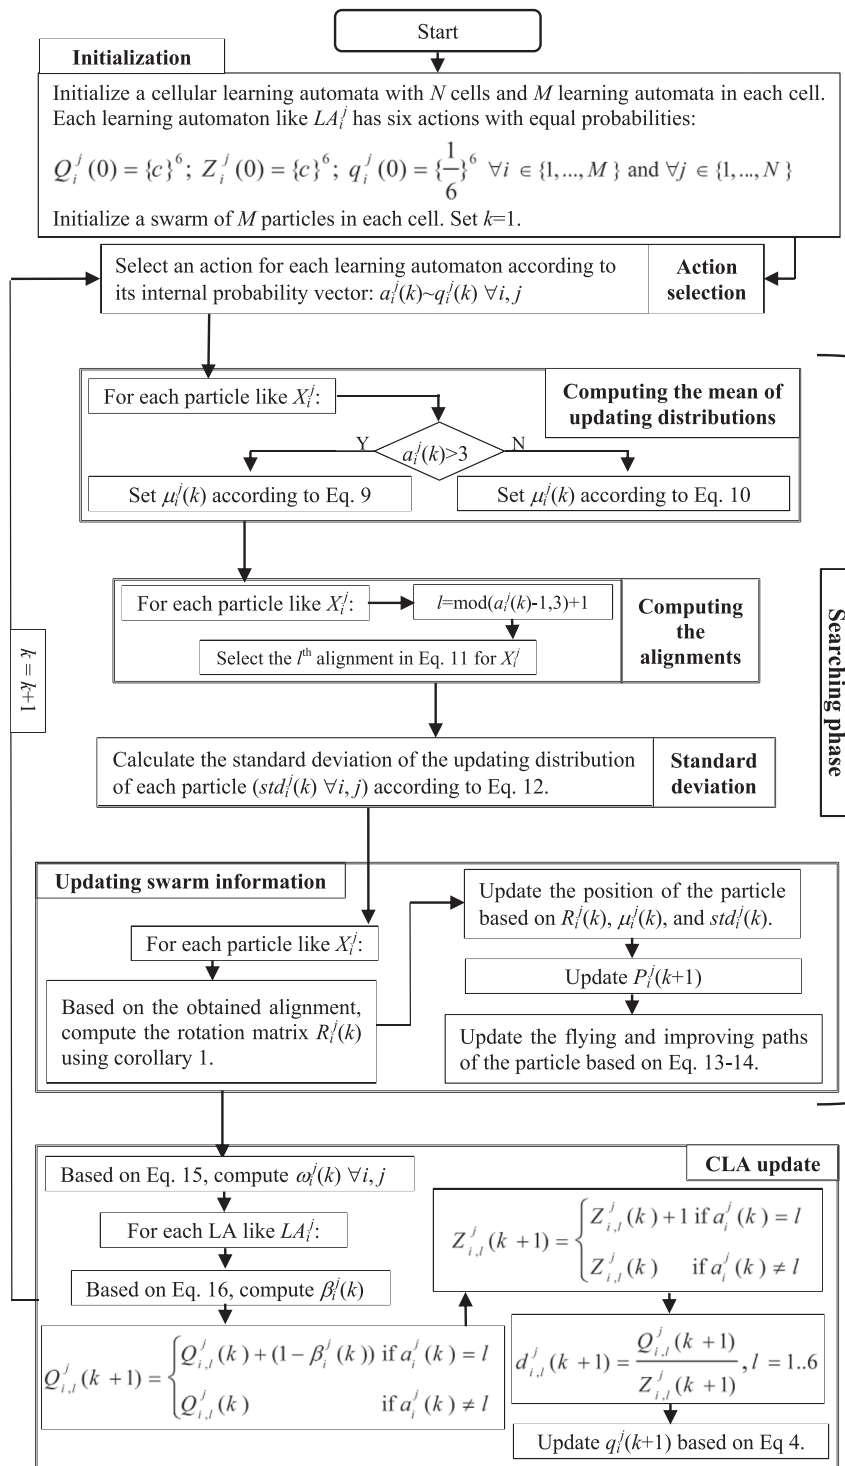 Start
Initialization
Initialize a cellular learning automata with N cells and M learning automata in each cell.
Each learning automaton like LA_i^j has six actions with equal probabilities:
Q_i^j(0) = {c}^6; Z_i^j(0) = {c}^6; q_i^j(0) = {1/6}^6 ∀i ∈ {1,...,M} and ∀j ∈ {1,...,N}
Initialize a swarm of M particles in each cell. Set k=1.
Select an action for each learning automaton according to
its internal probability vector: a_i^j(k)~q_i^j(k) ∀i, j
Action
selection
For each particle like X_i^j:
Computing the mean of
updating distributions
Y
a_i^j(k)>3
N
Set μ_i^j(k) according to Eq. 9
Set μ_i^j(k) according to Eq. 10
For each particle like X_i^j:
l=mod(a_i^j(k)-1,3)+1
Select the l^th alignment in Eq. 11 for X_i^j
Computing
the
alignments
Searching phase
k = k+1
Calculate the standard deviation of the updating distribution
of each particle (std_i^j(k) ∀i, j) according to Eq. 12.
Standard
deviation
Updating swarm information
For each particle like X_i^j:
Based on the obtained alignment,
compute the rotation matrix R_i^j(k)
using corollary 1.
Update the position of the particle
based on R_i^j(k), μ_i^j(k), and std_i^j(k).
Update P_i^j(k+1)
Update the flying and improving paths
of the particle based on Eq. 13-14.
CLA update
Based on Eq. 15, compute ω_i^j(k) ∀i, j
For each LA like LA_i^j:
Based on Eq. 16, compute β_i^j(k)
Q_{i,l}^j(k+1) = { Q_{i,l}^j(k) + (1 - β_i^j(k)) if a_i^j(k) = l
Q_{i,l}^j(k) if a_i^j(k) ≠ l
Z_{i,l}^j(k+1) = { Z_{i,l}^j(k) + 1 if a_i^j(k) = l
Z_{i,l}^j(k) if a_i^j(k) ≠ l
d_{i,l}^j(k+1) = Q_{i,l}^j(k+1) / Z_{i,l}^j(k+1), l = 1..6
Update q_i^j(k+1) based on Eq 4.